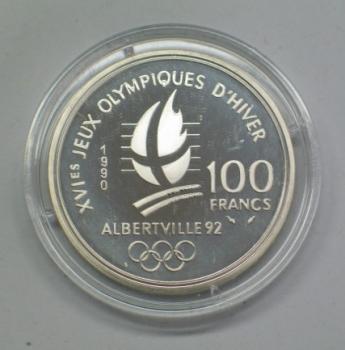 XVIes JEUX OLYMPIQUES D'HIVER
1990
100
FRANCS
ALBERTVILLE 92